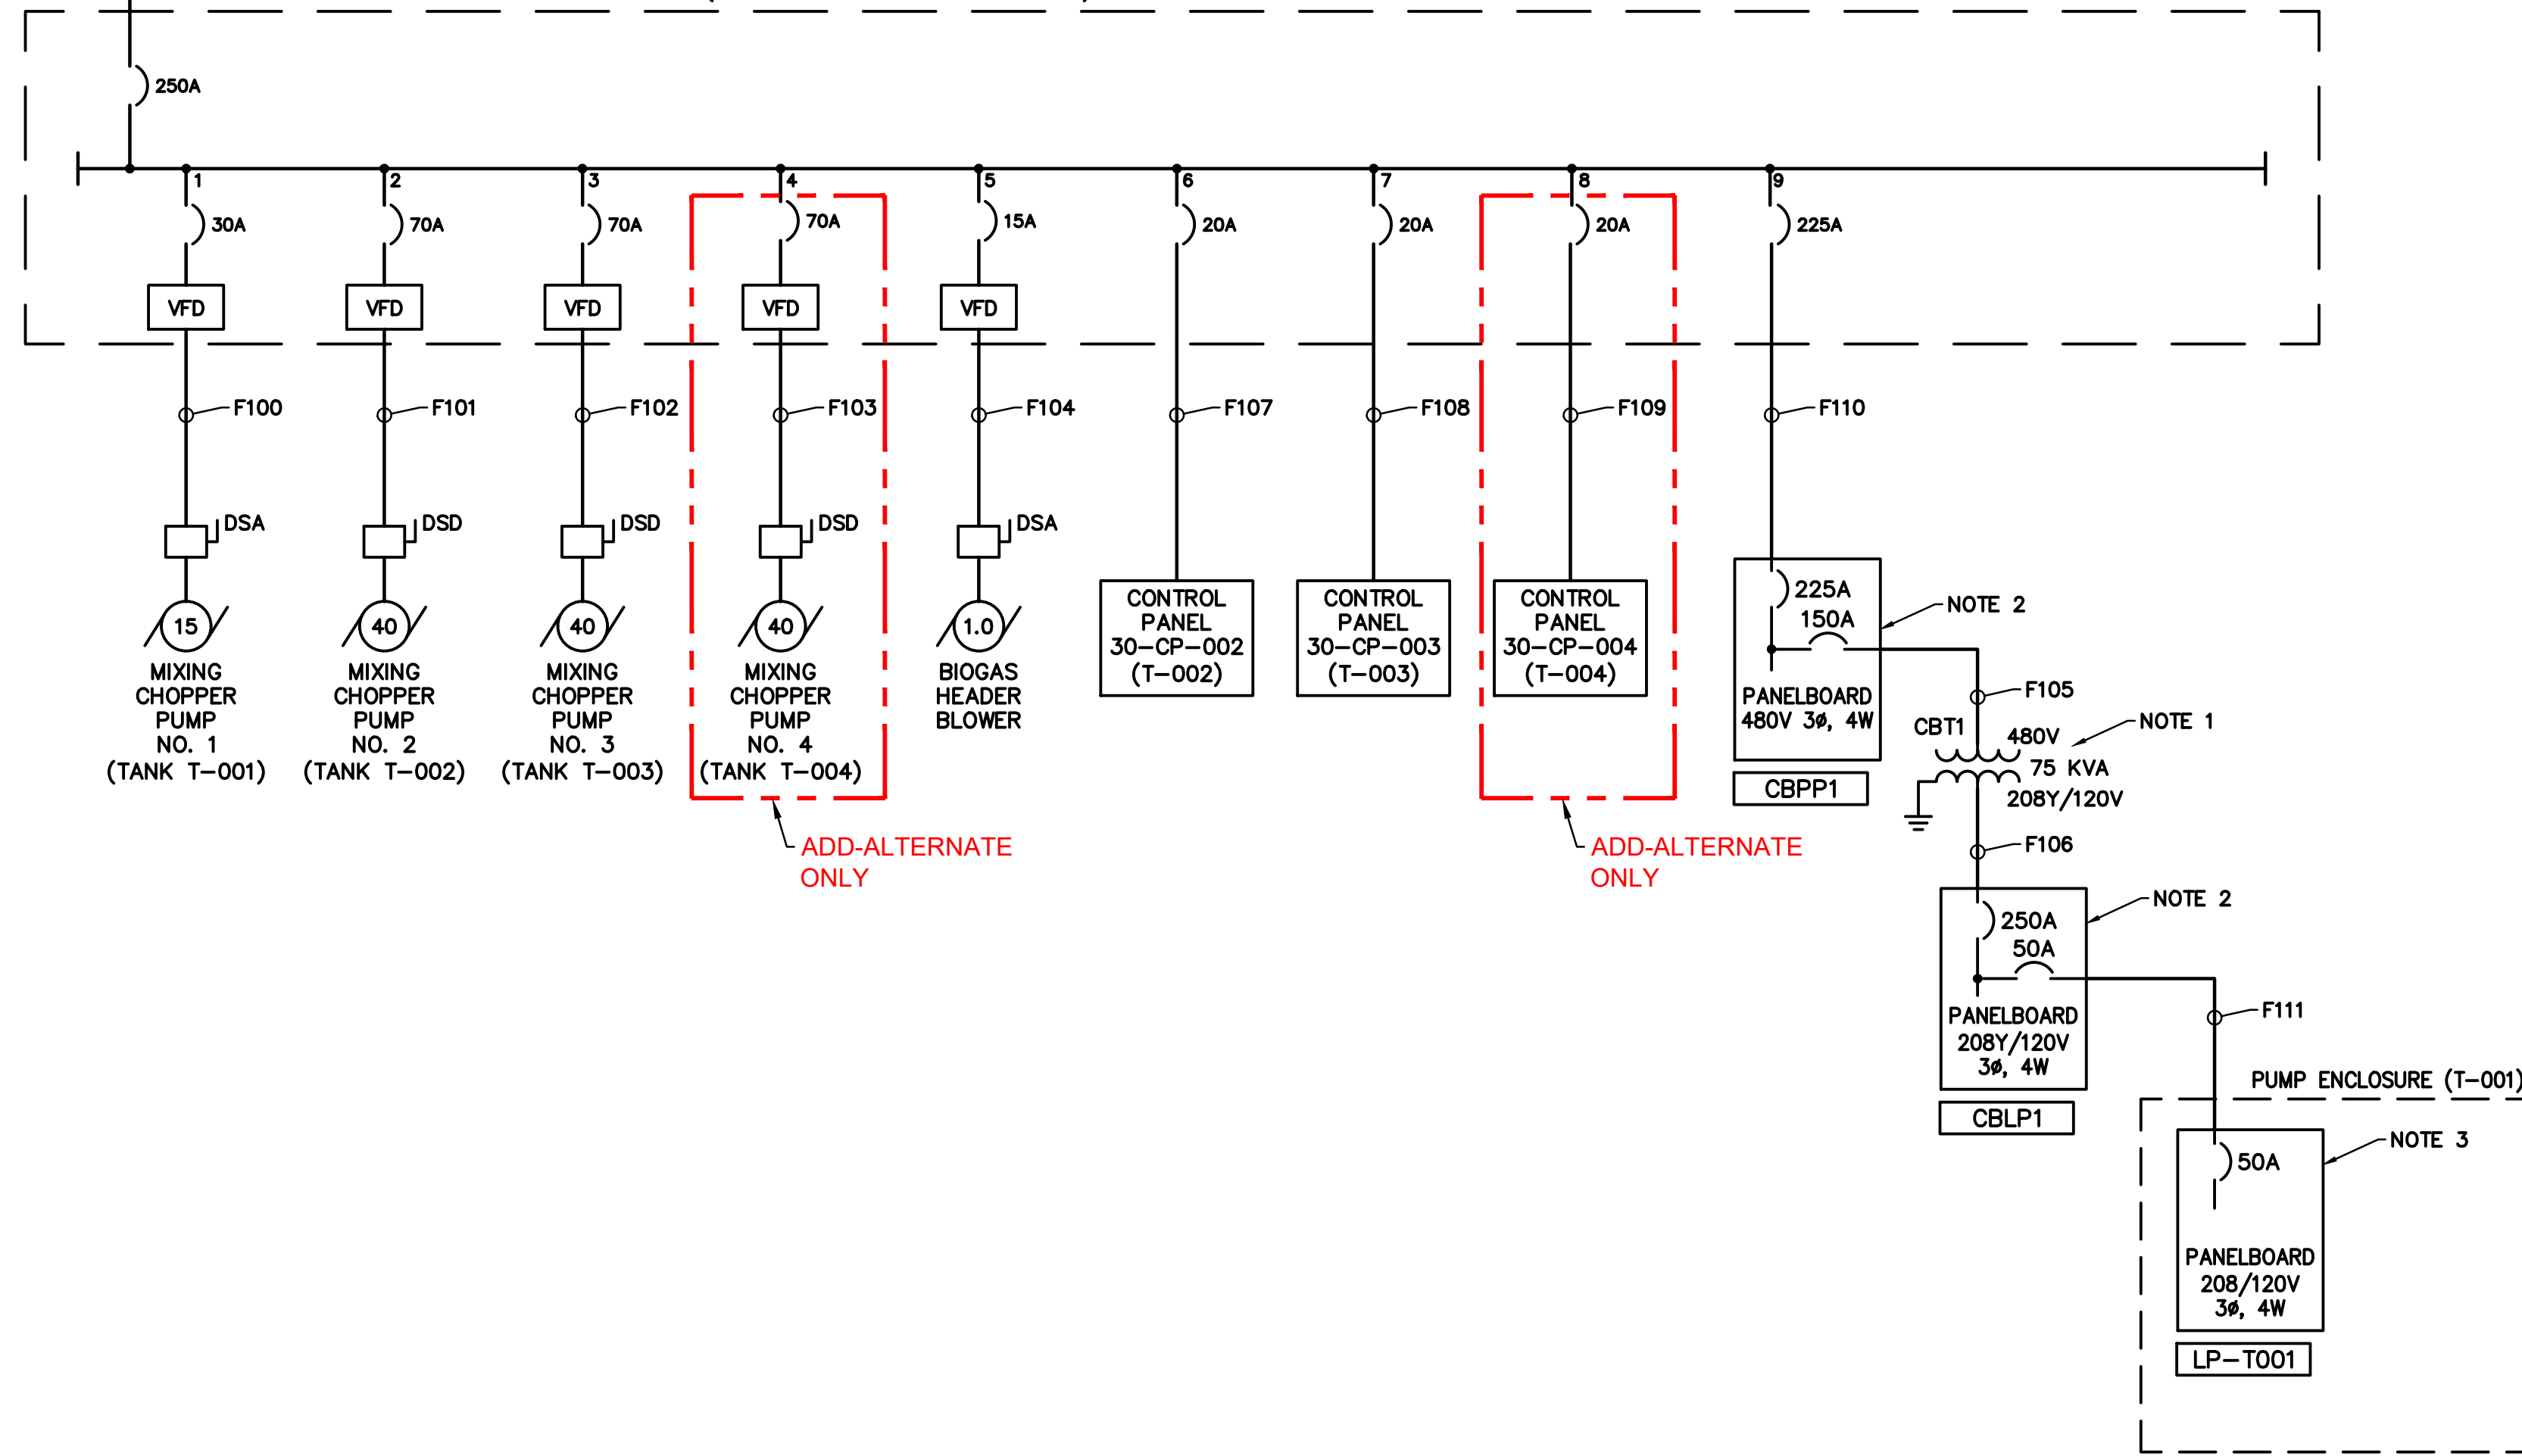 250A
1
2
3
4
5
6
7
8
9
30A
70A
70A
70A
15A
20A
20A
20A
225A
VFD
VFD
VFD
VFD
VFD
F100
F101
F102
F103
F104
F107
F108
F109
F110
DSA
DSD
DSD
DSD
DSA
15
40
40
40
1.0
MIXING
CHOPPER
PUMP
NO. 1
(TANK T-001)
MIXING
CHOPPER
PUMP
NO. 2
(TANK T-002)
MIXING
CHOPPER
PUMP
NO. 3
(TANK T-003)
MIXING
CHOPPER
PUMP
NO. 4
(TANK T-004)
BIOGAS
HEADER
BLOWER
CONTROL
PANEL
30-CP-002
(T-002)
CONTROL
PANEL
30-CP-003
(T-003)
CONTROL
PANEL
30-CP-004
(T-004)
ADD-ALTERNATE
ONLY
ADD-ALTERNATE
ONLY
225A
150A
PANELBOARD
480V 3ø, 4W
CBPP1
NOTE 2
F105
CBT1
480V
NOTE 1
75 KVA
208Y/120V
F106
250A
50A
NOTE 2
PANELBOARD
208Y/120V
3ø, 4W
CBLP1
F111
PUMP ENCLOSURE (T-001)
50A
NOTE 3
PANELBOARD
208/120V
3ø, 4W
LP-T001